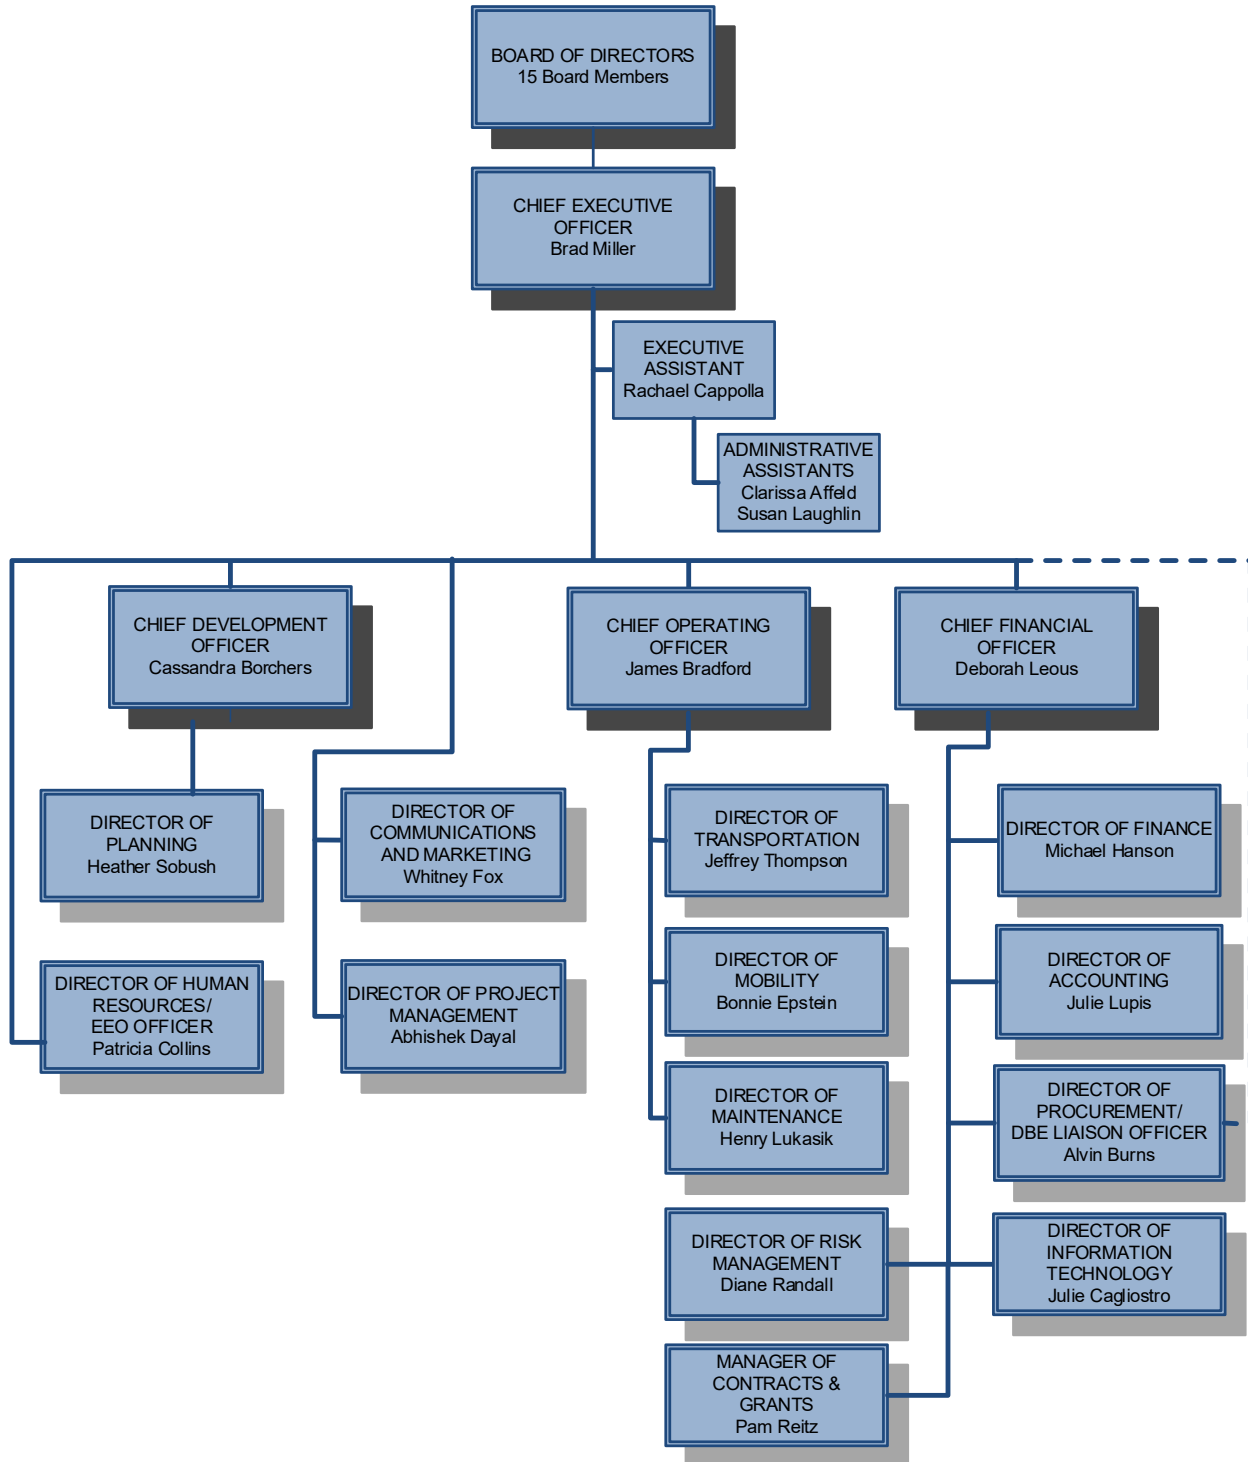 BOARD OF DIRECTORS
15 Board Members
CHIEF EXECUTIVE
OFFICER
Brad Miller
EXECUTIVE
ASSISTANT
Rachael Cappolla
ADMINISTRATIVE
ASSISTANTS
Clarissa Affeld
Susan Laughlin
CHIEF DEVELOPMENT
OFFICER
Cassandra Borchers
CHIEF OPERATING
OFFICER
James Bradford
CHIEF FINANCIAL
OFFICER
Deborah Leous
DIRECTOR OF
PLANNING
Heather Sobush
DIRECTOR OF
COMMUNICATIONS
AND MARKETING
Whitney Fox
DIRECTOR OF
TRANSPORTATION
Jeffrey Thompson
DIRECTOR OF FINANCE
Michael Hanson
DIRECTOR OF HUMAN
RESOURCES/
EEO OFFICER
Patricia Collins
DIRECTOR OF PROJECT
MANAGEMENT
Abhishek Dayal
DIRECTOR OF
MOBILITY
Bonnie Epstein
DIRECTOR OF
ACCOUNTING
Julie Lupis
DIRECTOR OF
MAINTENANCE
Henry Lukasik
DIRECTOR OF
PROCUREMENT/
DBE LIAISON OFFICER
Alvin Burns
DIRECTOR OF RISK
MANAGEMENT
Diane Randall
DIRECTOR OF
INFORMATION
TECHNOLOGY
Julie Cagliostro
MANAGER OF
CONTRACTS &
GRANTS
Pam Reitz